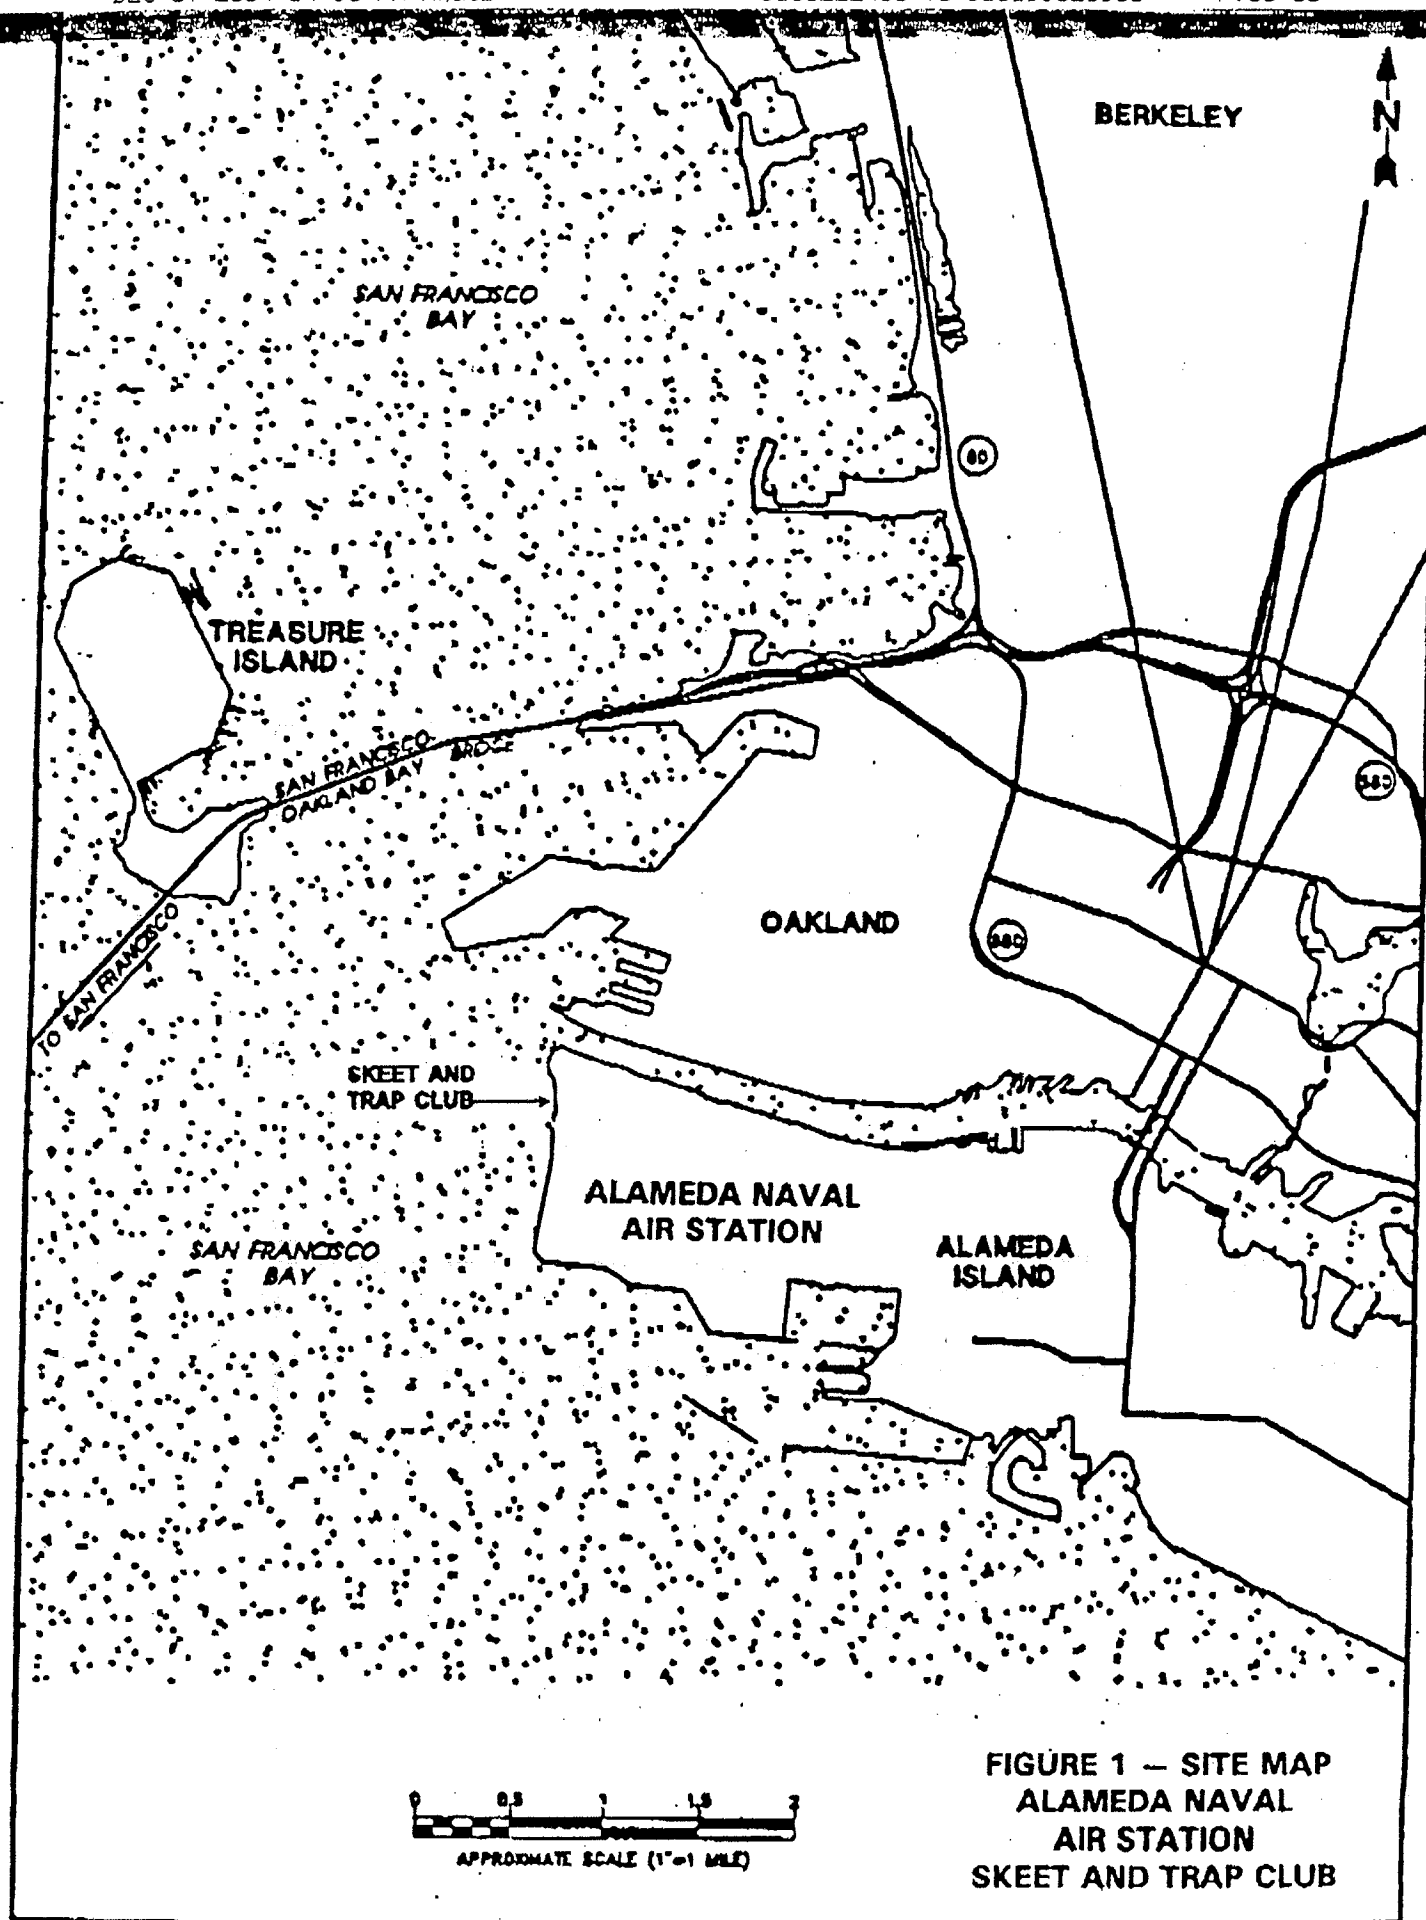 BERKELEY
N
SAN FRANCISCO
BAY
80
TREASURE
ISLAND
SAN FRANCISCO
OAKLAND BAY
BRIDGE
580
OAKLAND
880
TO SAN FRANCISCO
SKEET AND
TRAP CLUB
ALAMEDA NAVAL
AIR STATION
SAN FRANCISCO
BAY
ALAMEDA
ISLAND
0 0.5 1 1.5 2
APPROXIMATE SCALE (1"=1 MILE)
FIGURE 1 – SITE MAP
ALAMEDA NAVAL
AIR STATION
SKEET AND TRAP CLUB